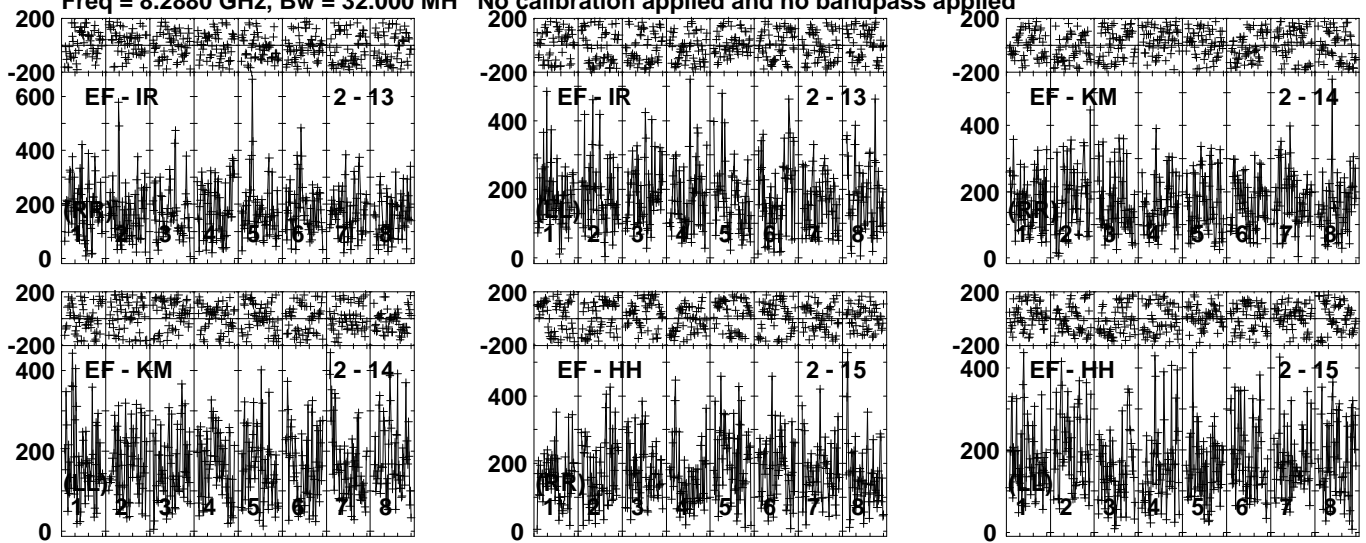 Freq = 8.2880 GHz, Bw = 32.000 MH No calibration applied and no bandpass applied
200
-200
EF - IR 2 - 13
600
400
200
(RR)
1 2 3 4 5 6 7 8
0
200
-200
EF - IR 2 - 13
400
200
(LL)
1 2 3 4 5 6 7 8
0
200
-200
EF - KM 2 - 14
400
200
(RR)
1 2 3 4 5 6 7 8
0
200
-200
EF - KM 2 - 14
400
200
(LL)
1 2 3 4 5 6 7 8
0
200
-200
EF - HH 2 - 15
400
200
(RR)
1 2 3 4 5 6 7 8
0
200
-200
EF - HH 2 - 15
400
200
(LL)
1 2 3 4 5 6 7 8
0